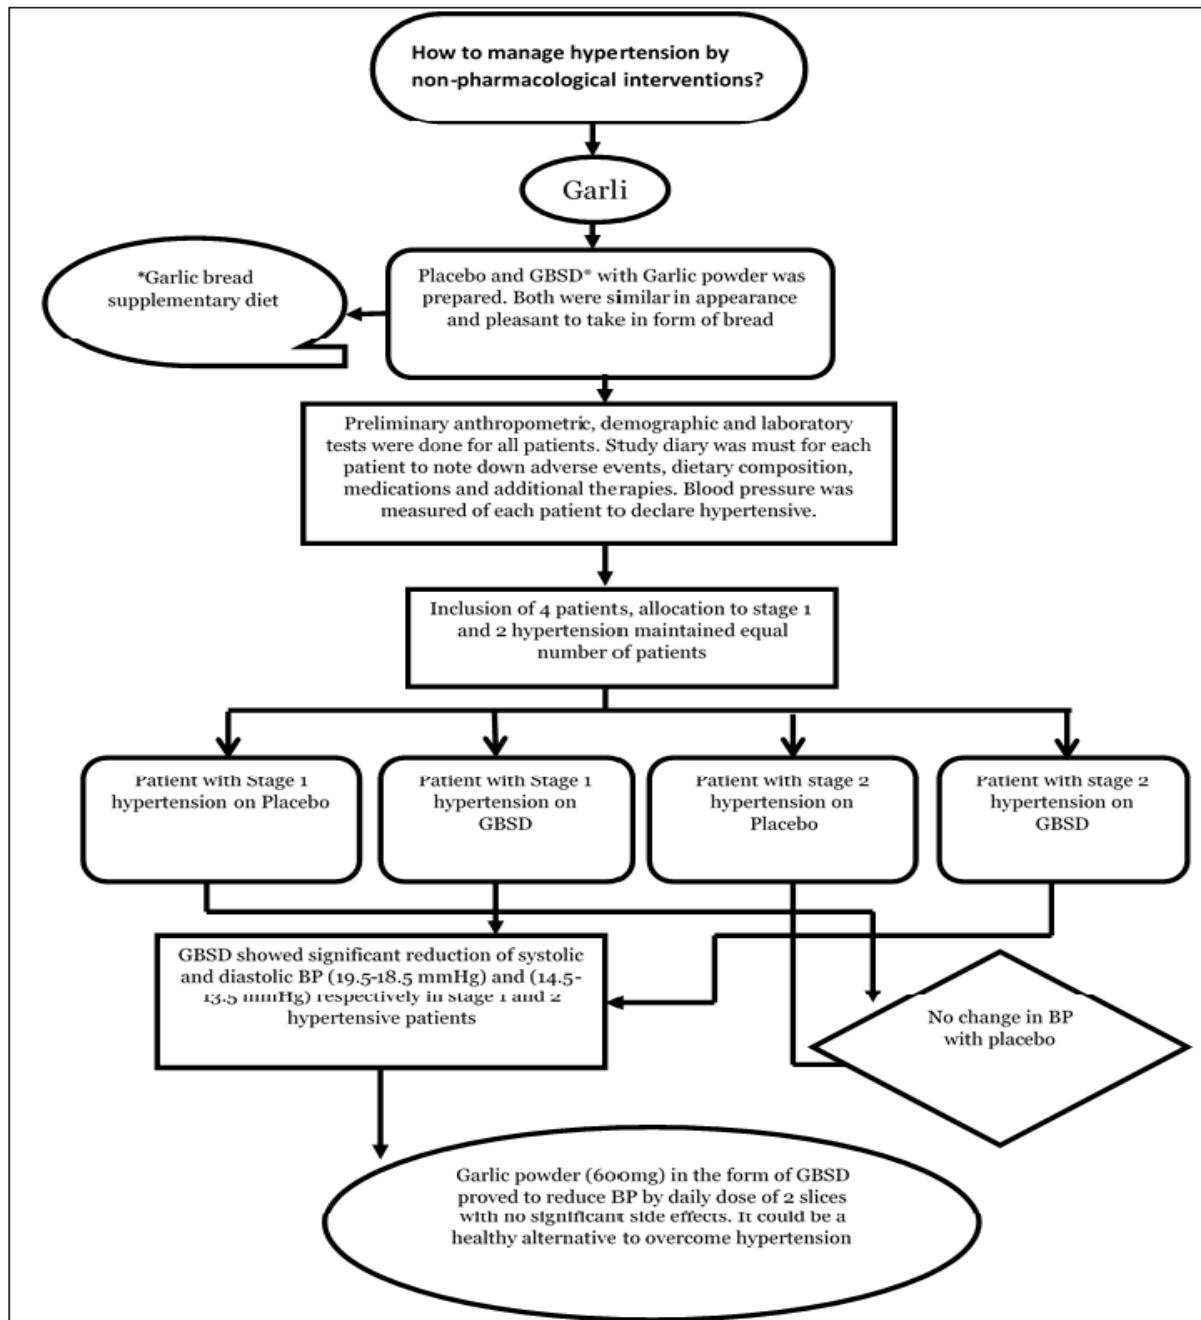 How to manage hypertension by
non-pharmacological interventions?
Garli
*Garlic bread
supplementary diet
Placebo and GBSD* with Garlic powder was
prepared. Both were similar in appearance
and pleasant to take in form of bread
Preliminary anthropometric, demographic and laboratory
tests were done for all patients. Study diary was must for each
patient to note down adverse events, dietary composition,
medications and additional therapies. Blood pressure was
measured of each patient to declare hypertensive.
Inclusion of 4 patients, allocation to stage 1
and 2 hypertension maintained equal
number of patients
Patient with Stage 1
hypertension on Placebo
Patient with Stage 1
hypertension on
GBSD
Patient with stage 2
hypertension on
Placebo
Patient with stage 2
hypertension on
GBSD
GBSD showed significant reduction of systolic
and diastolic BP (19.5-18.5 mmHg) and (14.5-
13.5 mmHg) respectively in stage 1 and 2
hypertensive patients
No change in BP
with placebo
Garlic powder (600mg) in the form of GBSD
proved to reduce BP by daily dose of 2 slices
with no significant side effects. It could be a
healthy alternative to overcome hypertension